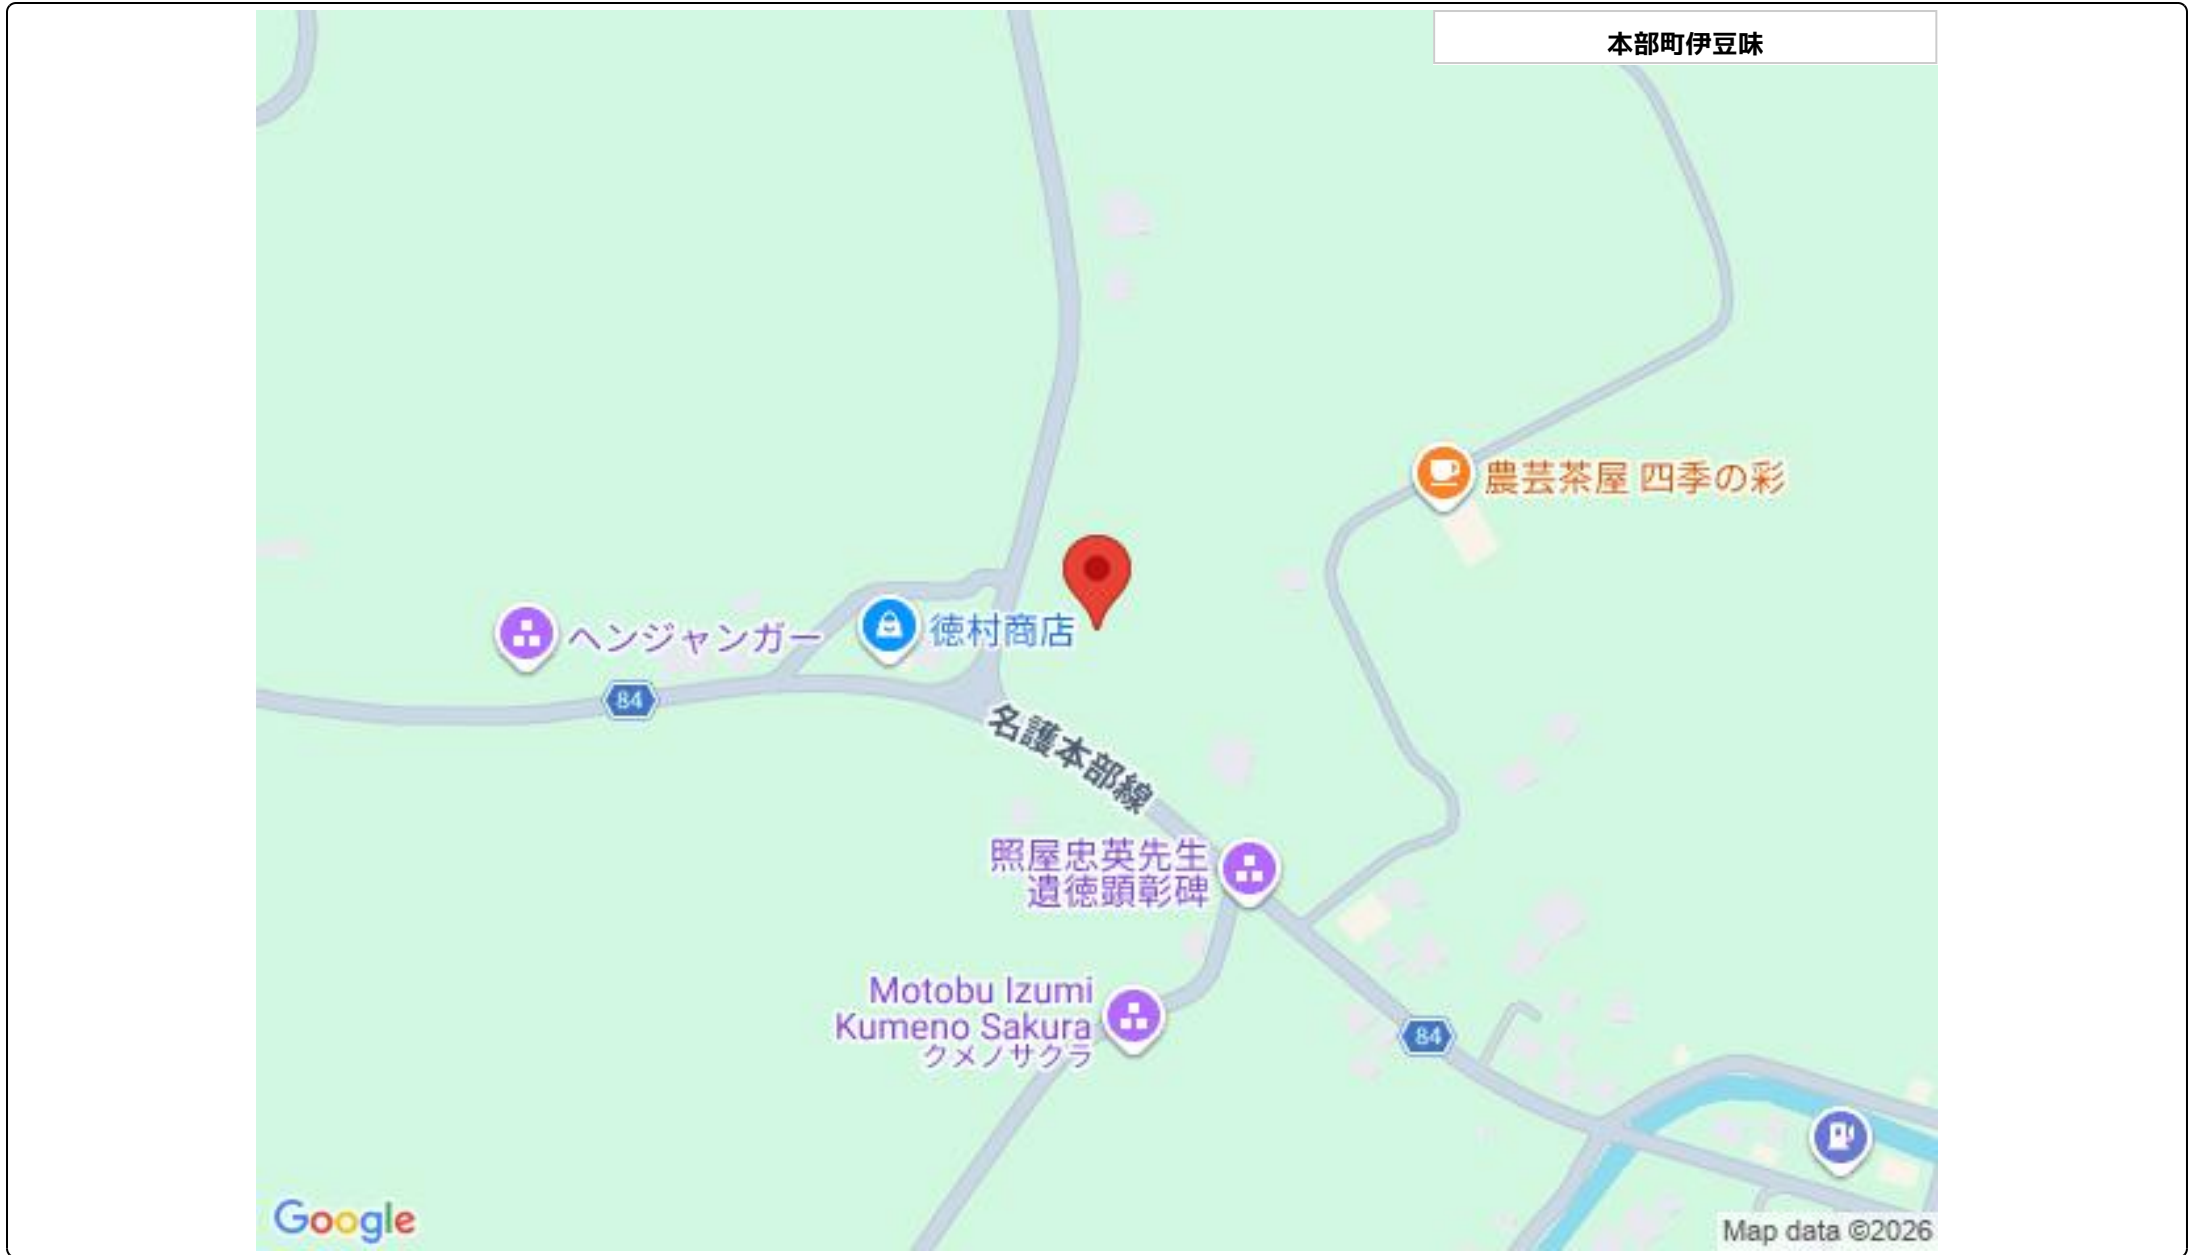 本部町伊豆味
農芸茶屋 四季の彩
徳村商店
ヘンジャンガー
84
名護本部線
照屋忠英先生
遺徳顕彰碑
Motobu Izumi
Kumeno Sakura
クメノサクラ
84
Google
Map data ©2026